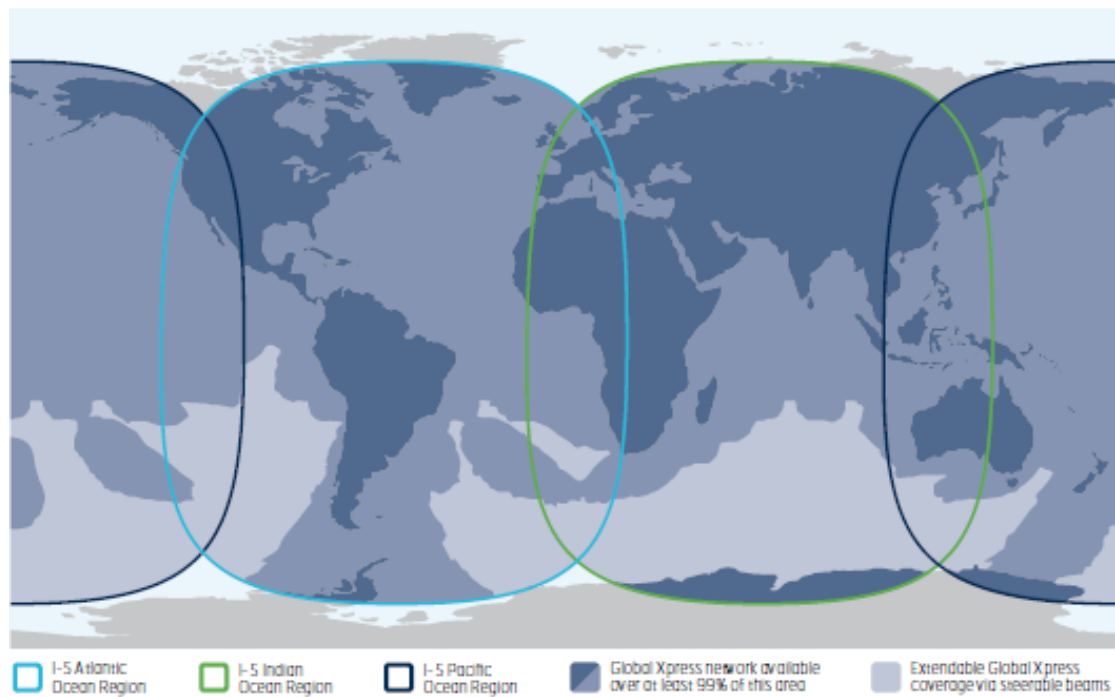 I-5 Atlantic
Ocean Region
I-5 Indian
Ocean Region
I-5 Pacific
Ocean Region
Global Xpress network available
over at least 99% of this area
Extendable Global Xpress
coverage via steerable beams